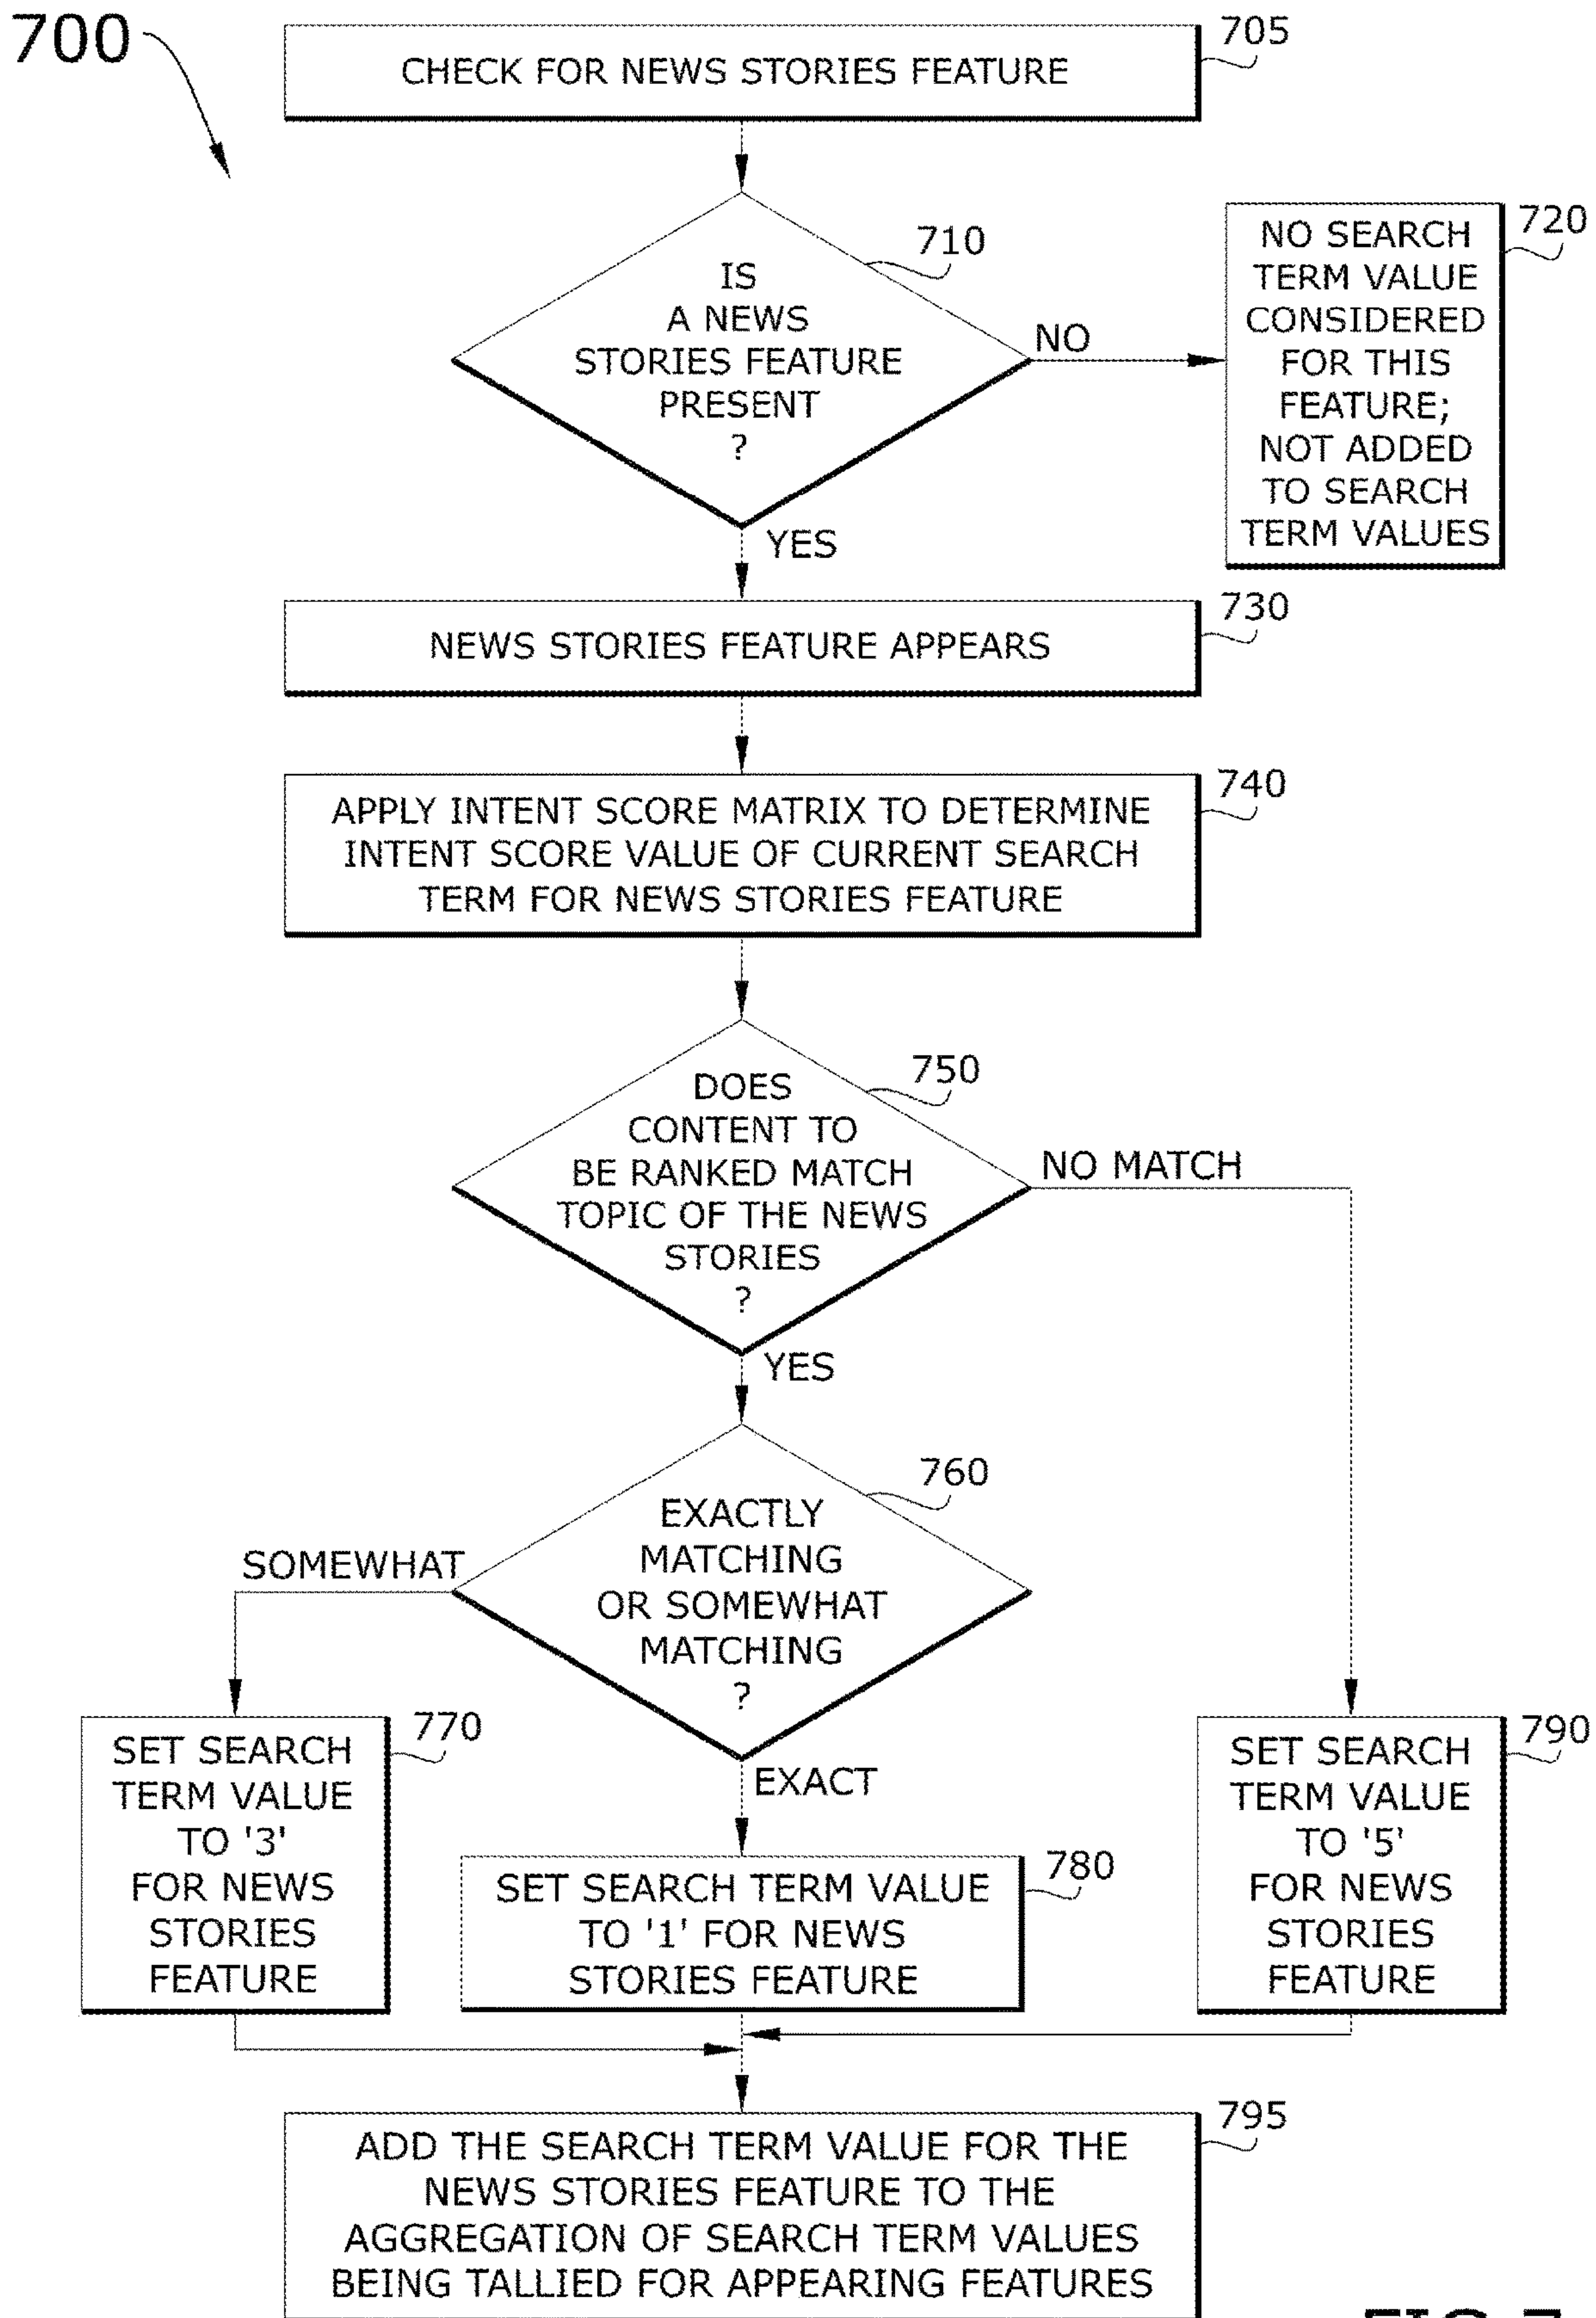 700
705
CHECK FOR NEWS STORIES FEATURE
710
IS
A NEWS
STORIES FEATURE
PRESENT
?
NO
720
NO SEARCH
TERM VALUE
CONSIDERED
FOR THIS
FEATURE;
NOT ADDED
TO SEARCH
TERM VALUES
YES
730
NEWS STORIES FEATURE APPEARS
740
APPLY INTENT SCORE MATRIX TO DETERMINE
INTENT SCORE VALUE OF CURRENT SEARCH
TERM FOR NEWS STORIES FEATURE
750
DOES
CONTENT TO
BE RANKED MATCH
TOPIC OF THE NEWS
STORIES
?
NO MATCH
YES
760
EXACTLY
MATCHING
OR SOMEWHAT
MATCHING
?
SOMEWHAT
EXACT
770
SET SEARCH
TERM VALUE
TO '3'
FOR NEWS
STORIES
FEATURE
780
SET SEARCH TERM VALUE
TO '1' FOR NEWS
STORIES FEATURE
790
SET SEARCH
TERM VALUE
TO '5'
FOR NEWS
STORIES
FEATURE
795
ADD THE SEARCH TERM VALUE FOR THE
NEWS STORIES FEATURE TO THE
AGGREGATION OF SEARCH TERM VALUES
BEING TALLIED FOR APPEARING FEATURES